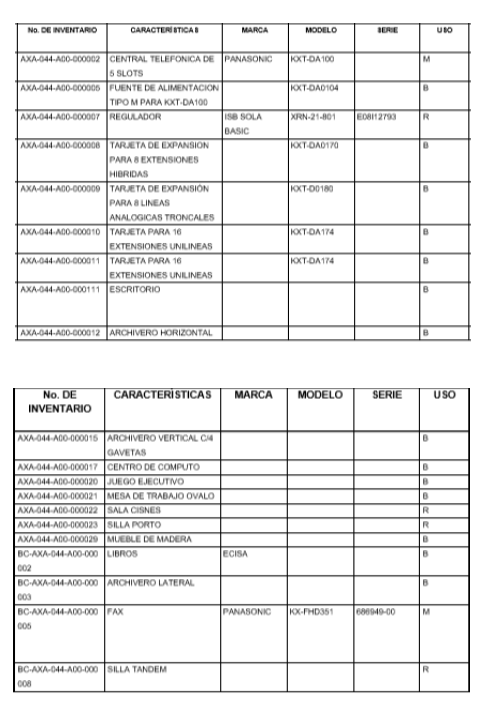 No. DE INVENTARIO CARACTERÍSTICAS MARCA MODELO SERIE USO
AXA-044-A00-000002 CENTRAL TELEFONICA DE PANASONIC KXT-DA100 M
5 SLOTS
AXA-044-A00-000005 FUENTE DE ALIMENTACION KXT-DA0104 B
TIPO M PARA KXT-DA100
AXA-044-A00-000007 REGULADOR ISB SOLA XRN-21-801 E08I12793 R
BASIC
AXA-044-A00-000008 TARJETA DE EXPANSION KXT-DA0170 B
PARA 8 EXTENSIONES
HIBRIDAS
AXA-044-A00-000009 TARJETA DE EXPANSIÓN KXT-D0180 B
PARA 8 LINEAS
ANALOGICAS TRONCALES
AXA-044-A00-000010 TARJETA PARA 16 KXT-DA174 B
EXTENSIONES UNILINEAS
AXA-044-A00-000011 TARJETA PARA 16 KXT-DA174 B
EXTENSIONES UNILINEAS
AXA-044-A00-000111 ESCRITORIO B
AXA-044-A00-000012 ARCHIVERO HORIZONTAL B
No. DE CARACTERÍSTICAS MARCA MODELO SERIE USO
INVENTARIO
AXA-044-A00-000015 ARCHIVERO VERTICAL C/4 B
GAVETAS
AXA-044-A00-000017 CENTRO DE COMPUTO B
AXA-044-A00-000020 JUEGO EJECUTIVO B
AXA-044-A00-000021 MESA DE TRABAJO OVALO B
AXA-044-A00-000022 SALA CISNES R
AXA-044-A00-000023 SILLA PORTO R
AXA-044-A00-000029 MUEBLE DE MADERA B
BC-AXA-044-A00-000 LIBROS ECISA B
002
BC-AXA-044-A00-000 ARCHIVERO LATERAL B
003
BC-AXA-044-A00-000 FAX PANASONIC KX-FHD351 686949-00 M
005
BC-AXA-044-A00-000 SILLA TANDEM R
008